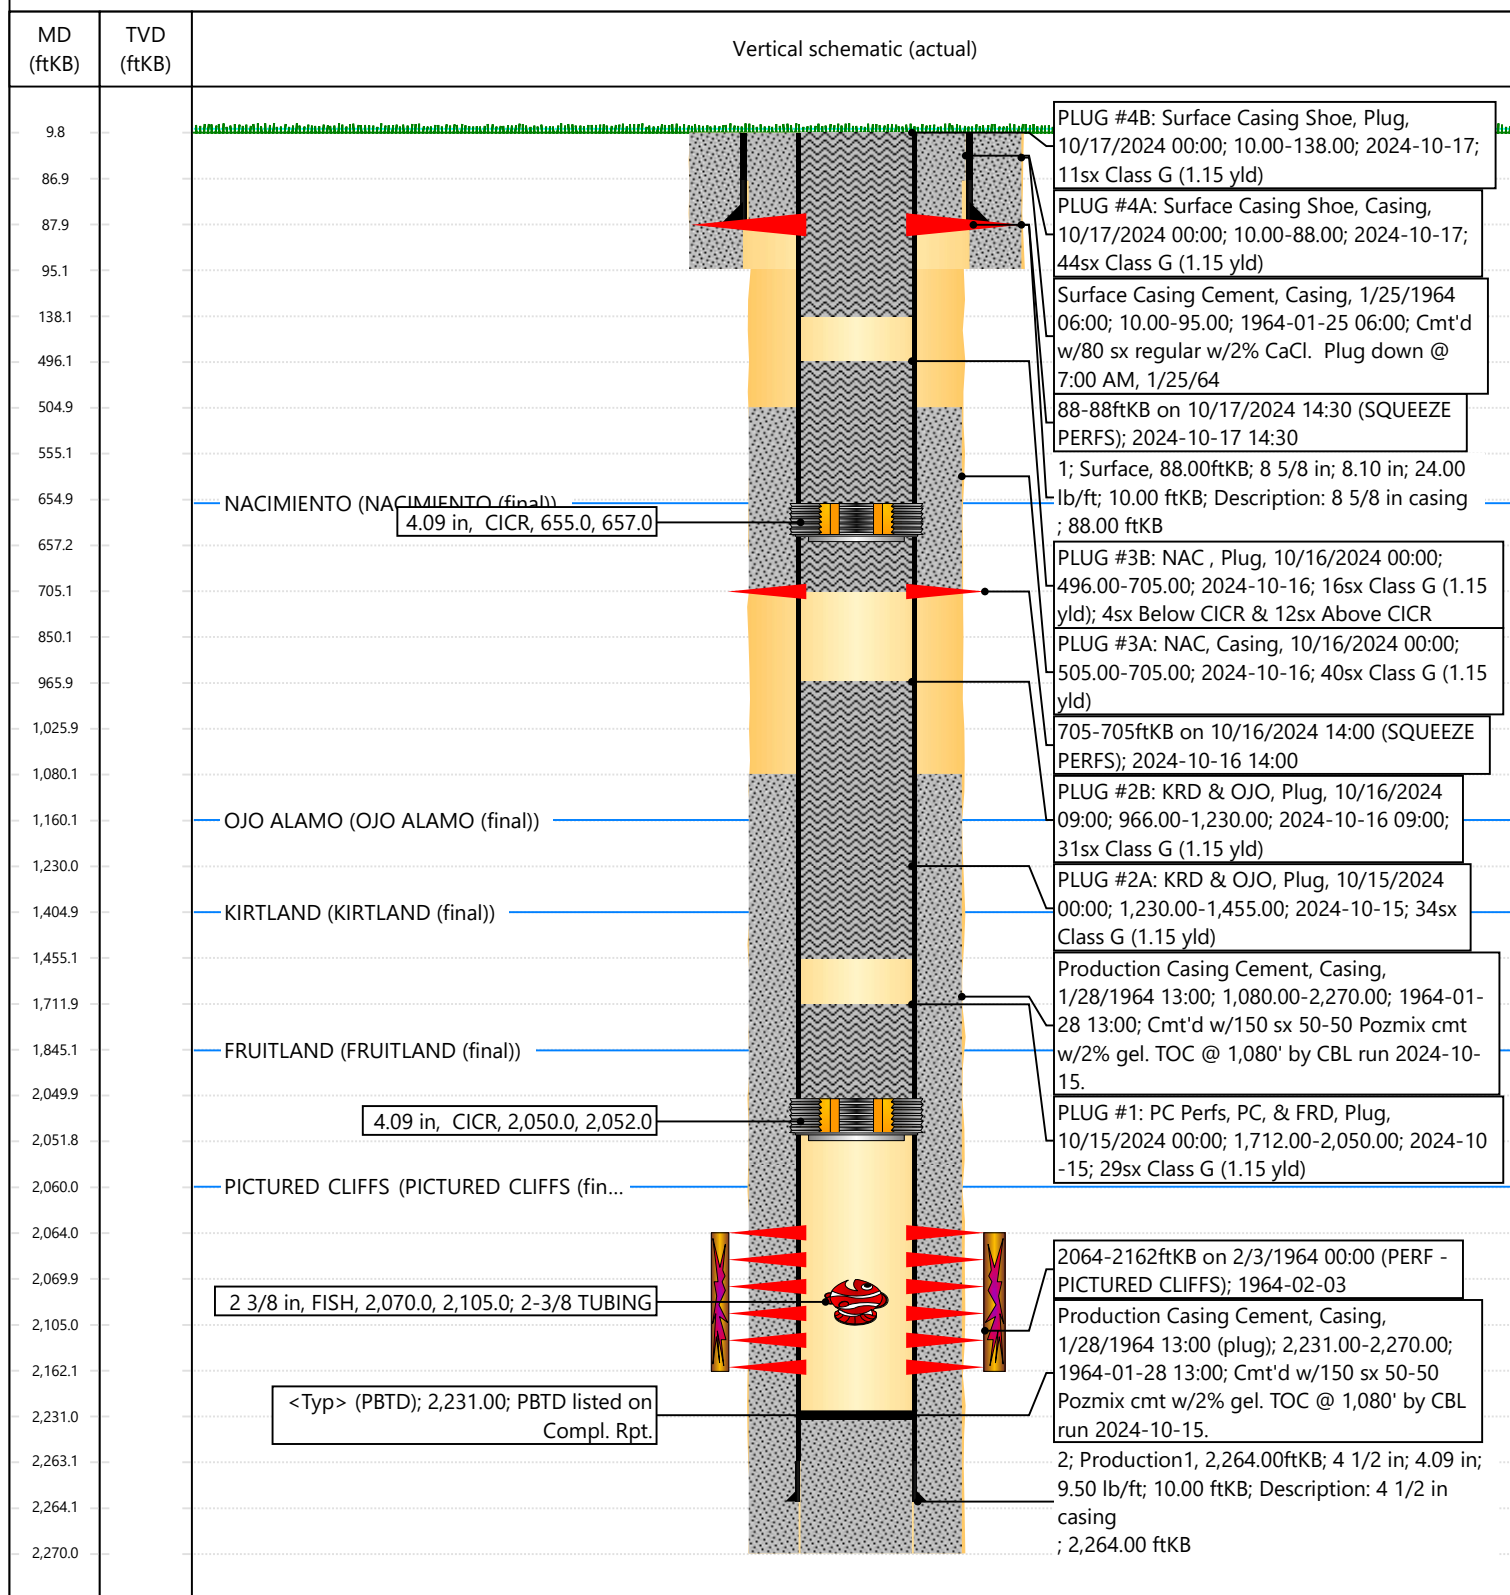 MD
(ftKB)
TVD
(ftKB)
Vertical schematic (actual)
9.8
86.9
87.9
95.1
138.1
496.1
504.9
555.1
654.9
657.2
705.1
850.1
965.9
1,025.9
1,080.1
1,160.1
1,230.0
1,404.9
1,455.1
1,711.9
1,845.1
2,049.9
2,051.8
2,060.0
2,064.0
2,069.9
2,105.0
2,162.1
2,231.0
2,263.1
2,264.1
2,270.0
NACIMIENTO (NACIMIENTO (final))
4.09 in, CICR, 655.0, 657.0
OJO ALAMO (OJO ALAMO (final))
KIRTLAND (KIRTLAND (final))
FRUITLAND (FRUITLAND (final))
4.09 in, CICR, 2,050.0, 2,052.0
PICTURED CLIFFS (PICTURED CLIFFS (fin...
2 3/8 in, FISH, 2,070.0, 2,105.0; 2-3/8 TUBING
<Typ> (PBTD); 2,231.00; PBTD listed on
Compl. Rpt.
PLUG #4B: Surface Casing Shoe, Plug,
10/17/2024 00:00; 10.00-138.00; 2024-10-17;
11sx Class G (1.15 yld)
PLUG #4A: Surface Casing Shoe, Casing,
10/17/2024 00:00; 10.00-88.00; 2024-10-17;
44sx Class G (1.15 yld)
Surface Casing Cement, Casing, 1/25/1964
06:00; 10.00-95.00; 1964-01-25 06:00; Cmt'd
w/80 sx regular w/2% CaCl. Plug down @
7:00 AM, 1/25/64
88-88ftKB on 10/17/2024 14:30 (SQUEEZE
PERFS); 2024-10-17 14:30
1; Surface, 88.00ftKB; 8 5/8 in; 8.10 in; 24.00
lb/ft; 10.00 ftKB; Description: 8 5/8 in casing
; 88.00 ftKB
PLUG #3B: NAC , Plug, 10/16/2024 00:00;
496.00-705.00; 2024-10-16; 16sx Class G (1.15
yld); 4sx Below CICR & 12sx Above CICR
PLUG #3A: NAC, Casing, 10/16/2024 00:00;
505.00-705.00; 2024-10-16; 40sx Class G (1.15
yld)
705-705ftKB on 10/16/2024 14:00 (SQUEEZE
PERFS); 2024-10-16 14:00
PLUG #2B: KRD & OJO, Plug, 10/16/2024
09:00; 966.00-1,230.00; 2024-10-16 09:00;
31sx Class G (1.15 yld)
PLUG #2A: KRD & OJO, Plug, 10/15/2024
00:00; 1,230.00-1,455.00; 2024-10-15; 34sx
Class G (1.15 yld)
Production Casing Cement, Casing,
1/28/1964 13:00; 1,080.00-2,270.00; 1964-01-
28 13:00; Cmt'd w/150 sx 50-50 Pozmix cmt
w/2% gel. TOC @ 1,080' by CBL run 2024-10-
15.
PLUG #1: PC Perfs, PC, & FRD, Plug,
10/15/2024 00:00; 1,712.00-2,050.00; 2024-10
-15; 29sx Class G (1.15 yld)
2064-2162ftKB on 2/3/1964 00:00 (PERF -
PICTURED CLIFFS); 1964-02-03
Production Casing Cement, Casing,
1/28/1964 13:00 (plug); 2,231.00-2,270.00;
1964-01-28 13:00; Cmt'd w/150 sx 50-50
Pozmix cmt w/2% gel. TOC @ 1,080' by CBL
run 2024-10-15.
2; Production1, 2,264.00ftKB; 4 1/2 in; 4.09 in;
9.50 lb/ft; 10.00 ftKB; Description: 4 1/2 in
casing
; 2,264.00 ftKB